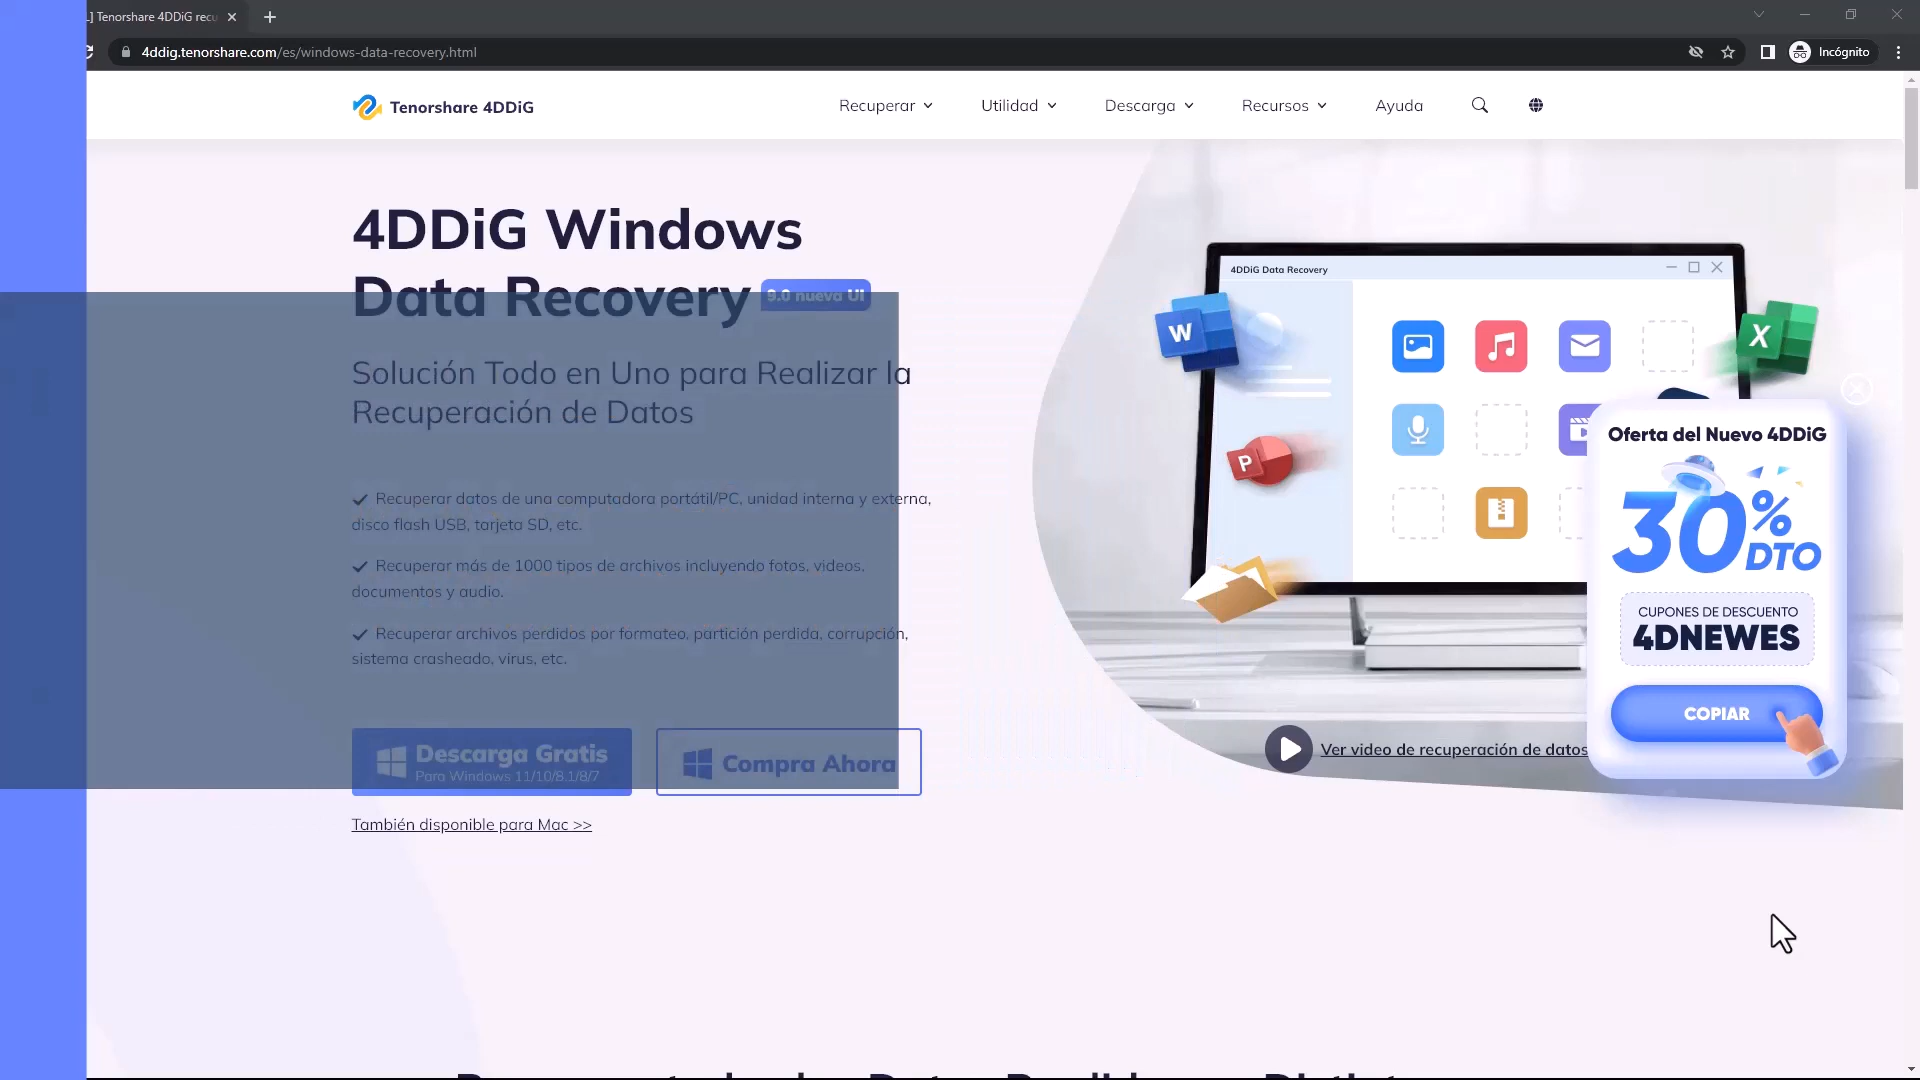 Tenorshare 4DDiG recu
4ddig.tenorshare.com/es/windows-data-recovery.html
Incógnito
Tenorshare 4DDiG
Recuperar
Utilidad
Descarga
Recursos
Ayuda
4DDiG Windows
Data Recovery
9.0 nueva UI
Solución Todo en Uno para Realizar la
Recuperación de Datos
Recuperar datos de una computadora portátil/PC, unidad interna y externa,
disco flash USB, tarjeta SD, etc.
Recuperar más de 1000 tipos de archivos incluyendo fotos, videos,
documentos y audio.
Recuperar archivos perdidos por formateo, partición perdida, corrupción,
sistema crasheado, virus, etc.
Descarga Gratis
Para Windows 11/10/8.1/8/7
Compra Ahora
También disponible para Mac >>
4DDiG Data Recovery
W
X
P
Ver video de recuperación de datos
Oferta del Nuevo 4DDiG
30%
DTO
CUPONES DE DESCUENTO
4DNEWES
COPIAR